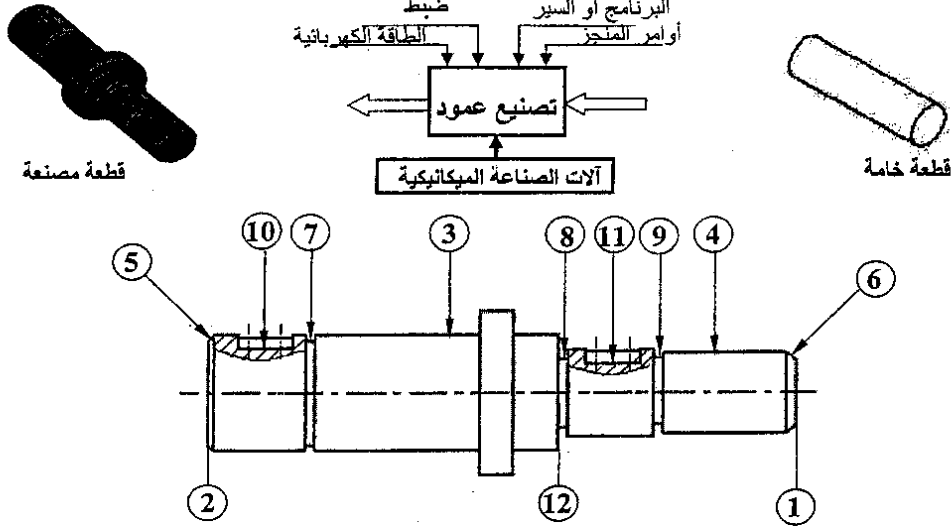 البرنامج او السير
ضبط
أوامر المنجز
الطاقة الكهربائية
تصنيع عمود
آلات الصناعة الميكانيكية
قطعة خامة
قطعة مصنعة
10 7 3 8 11 9 4
5 6
2 12 1